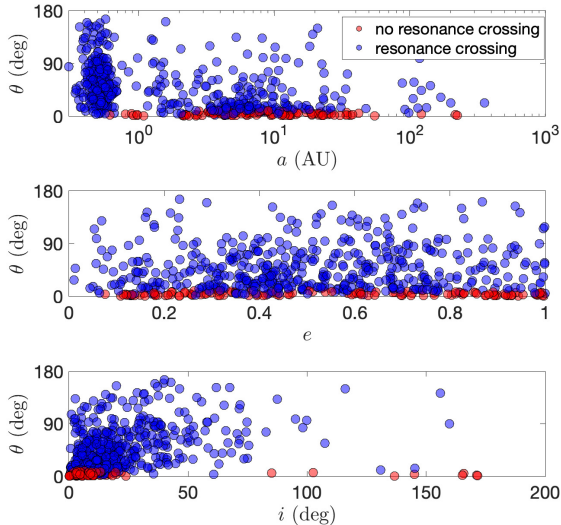 180
90
0
θ (deg)
no resonance crossing
resonance crossing
10⁰ 10¹ 10² 10³
a (AU)
180
90
0
θ (deg)
0 0.2 0.4 0.6 0.8 1
e
180
90
0
θ (deg)
0 50 100 150 200
i (deg)